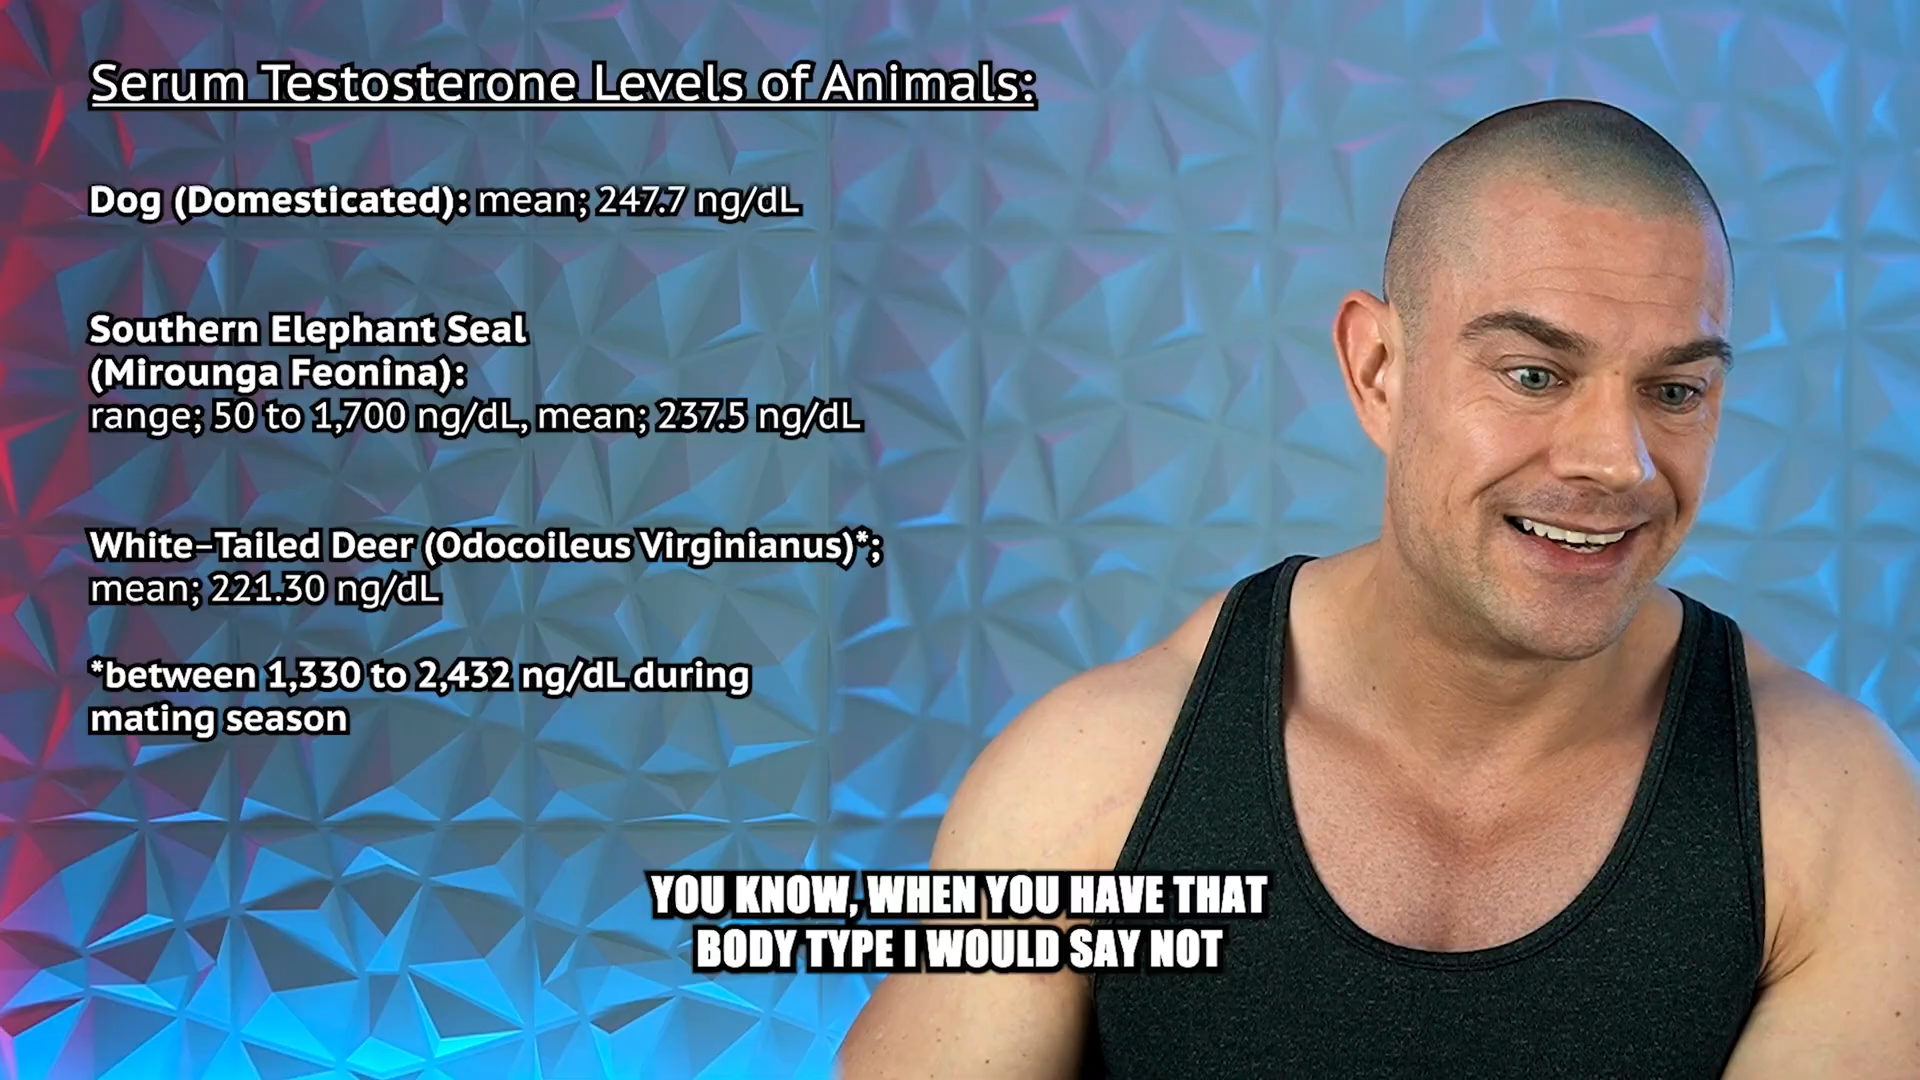 Serum Testosterone Levels of Animals:
Dog (Domesticated): mean; 247.7 ng/dL
Southern Elephant Seal
(Mirounga Feonina):
range; 50 to 1,700 ng/dL, mean; 237.5 ng/dL
White-Tailed Deer (Odocoileus Virginianus)*;
mean; 221.30 ng/dL
*between 1,330 to 2,432 ng/dL during
mating season
YOU KNOW, WHEN YOU HAVE THAT
BODY TYPE I WOULD SAY NOT